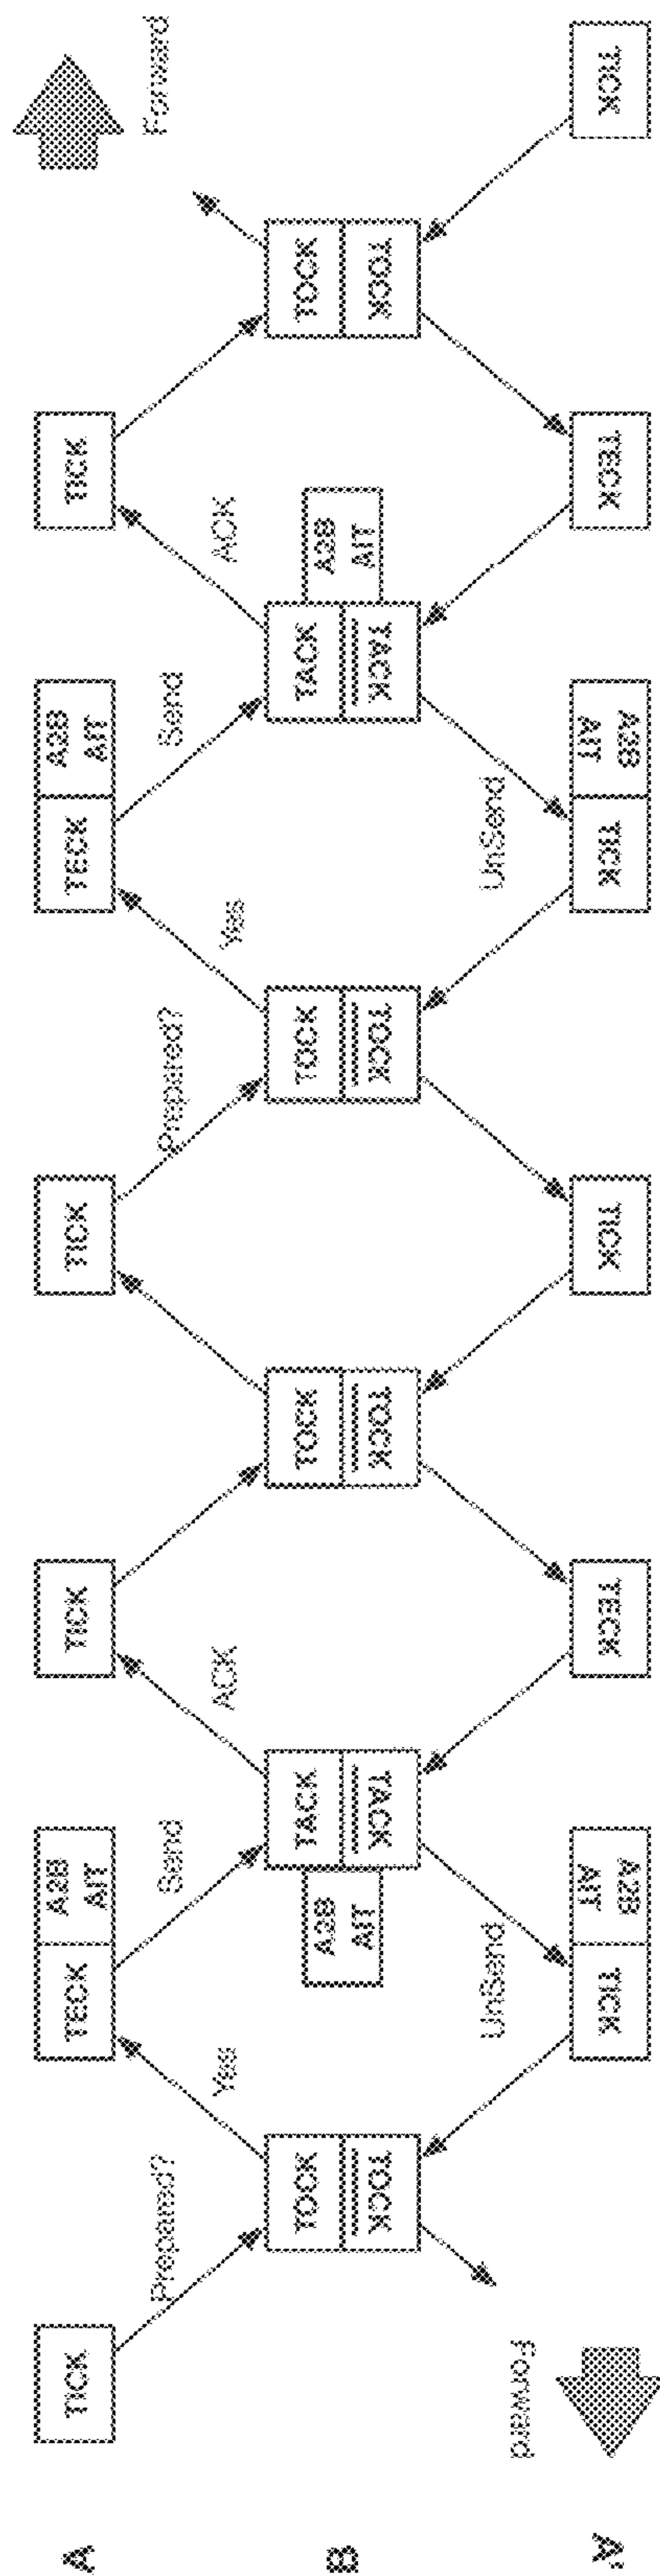 A
TICK
TECK
A2B
AIT
TICK
TICK
TECK
A2B
AIT
TICK
Forward
Prepared?
Yes
Send
ACK
Prepared?
Yes
Send
ACK
B
TOCK
TOCK
A2B
AIT
TACK
TACK
TOCK
TOCK
TOCK
TOCK
TACK
TACK
A2B
AIT
TOCK
TOCK
Forward
UnSend
UnSend
A'
TICK
A2B
AIT
TECK
TICK
TICK
A2B
AIT
TECK
TICK